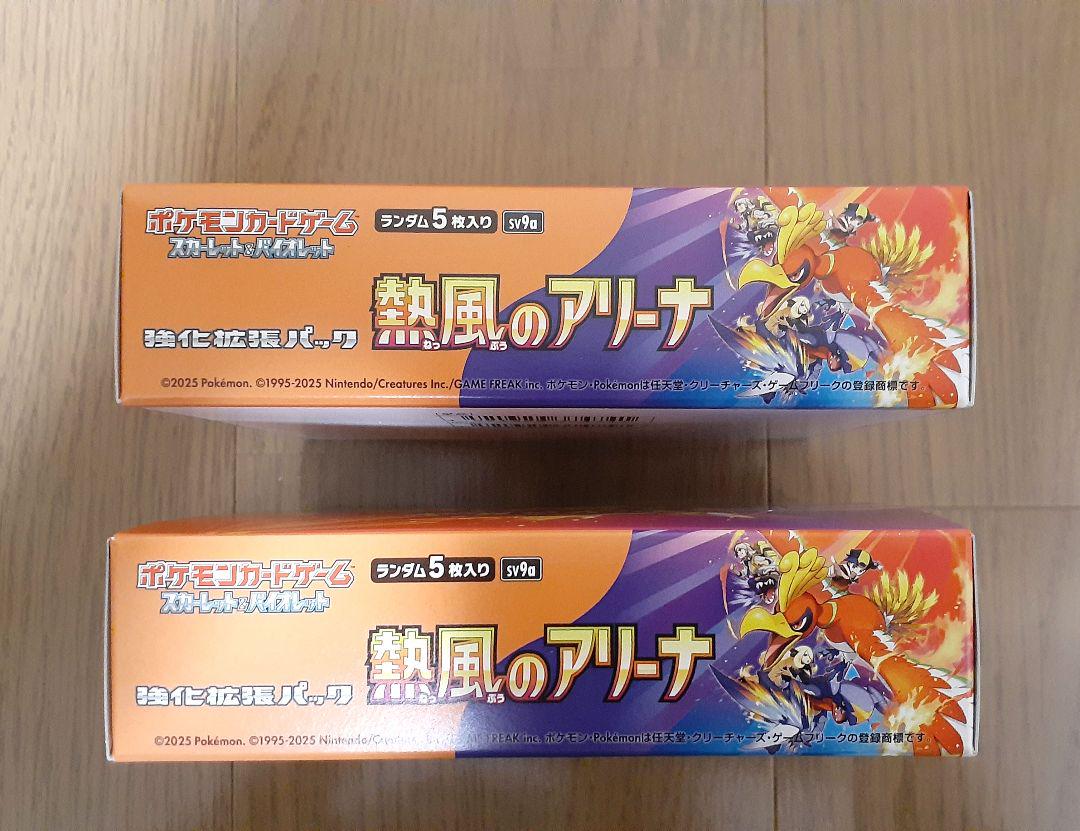 ポケモンカードゲーム
スカーレット&バイオレット
ランダム5枚入り sv9a
強化拡張パック
熱風のアリーナ
ねっ ぷう
©2025 Pokémon. ©1995-2025 Nintendo/Creatures Inc./GAME FREAK inc. ポケモン・Pokémonは任天堂・クリーチャーズ・ゲームフリークの登録商標です。
ポケモンカードゲーム
スカーレット&バイオレット
ランダム5枚入り sv9a
強化拡張パック
熱風のアリーナ
ねっ ぷう
©2025 Pokémon. ©1995-2025 Nintendo/Creatures FREAK inc. ポケモン・Pokémonは任天堂・クリーチャーズ・ゲームフリークの登録商標です。